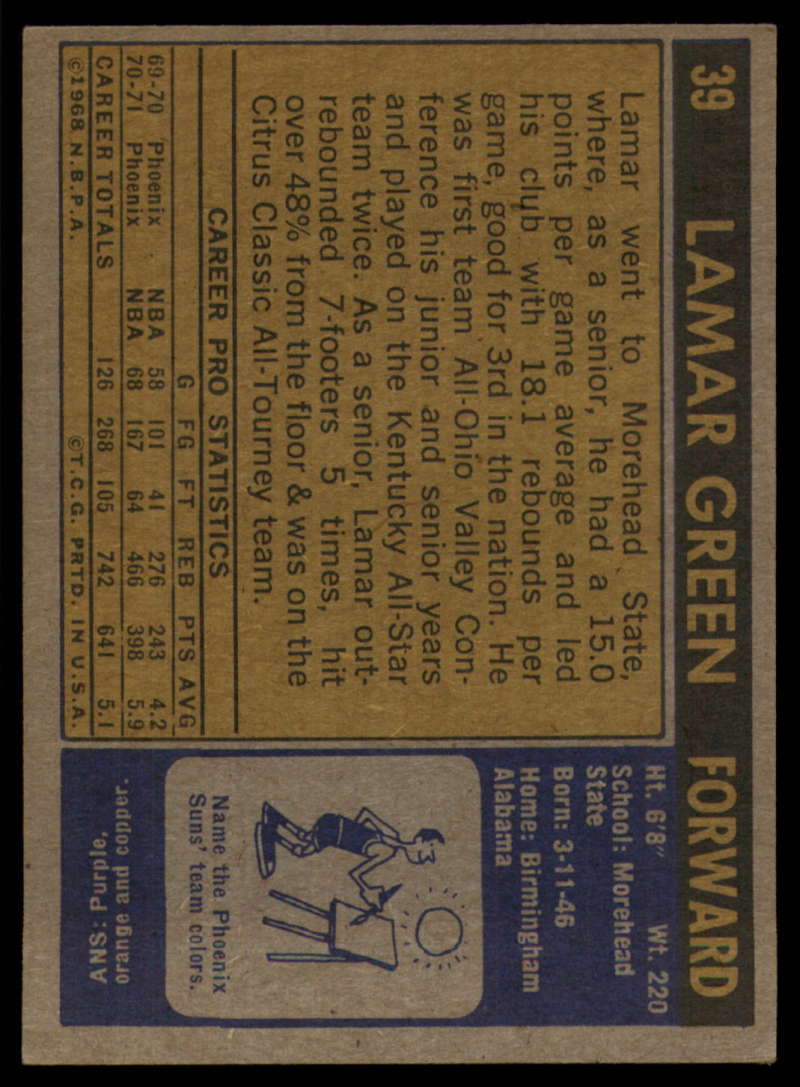 39 LAMAR GREEN FORWARD
Lamar went to Morehead State,
where, as a senior, he had a 15.0
points per game average and led
his club with 18.1 rebounds per
game, good for 3rd in the nation. He
was first team All-Ohio Valley Con-
ference his junior and senior years
and played on the Kentucky All-Star
team twice. As a senior, Lamar out-
rebounded 7-footers 5 times, hit
over 48% from the floor & was on the
Citrus Classic All-Tourney team.
CAREER PRO STATISTICS
G FG FT REB PTS AVG
69-70 Phoenix NBA 58 101 41 276 243 4.2
70-71 Phoenix NBA 68 167 64 466 398 5.9
CAREER TOTALS 126 268 105 742 641 5.1
©1968 N.B.P.A. ©T.C.G. PRTD. IN U.S.A.
Ht. 6'8" Wt. 220
School: Morehead
State
Born: 3-11-46
Home: Birmingham
Alabama
Name the Phoenix
Suns' team colors.
ANS: Purple,
orange and copper.